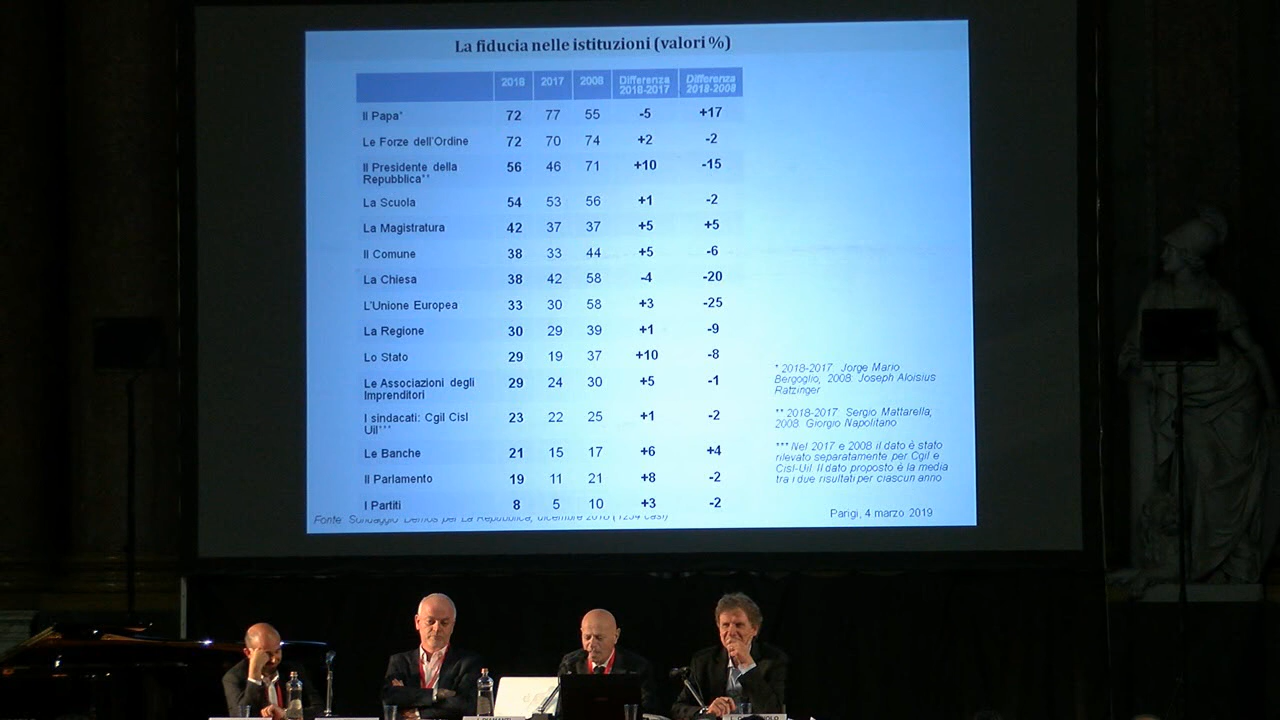 La fiducia nelle istituzioni (valori %)
2018 2017 2008 Differenza 2018-2017 Differenza 2018-2008
Il Papa* 72 77 55 -5 +17
Le Forze dell'Ordine 72 70 74 +2 -2
Il Presidente della Repubblica** 56 46 71 +10 -15
La Scuola 54 53 56 +1 -2
La Magistratura 42 37 37 +5 +5
Il Comune 38 33 44 +5 -6
La Chiesa 38 42 58 -4 -20
L'Unione Europea 33 30 58 +3 -25
La Regione 30 29 39 +1 -9
Lo Stato 29 19 37 +10 -8
Le Associazioni degli Imprenditori 29 24 30 +5 -1
I sindacati: Cgil Cisl Uil*** 23 22 25 +1 -2
Le Banche 21 15 17 +6 +4
Il Parlamento 19 11 21 +8 -2
I Partiti 8 5 10 +3 -2
* 2018-2017: Jorge Mario
Bergoglio, 2008: Joseph Aloisius
Ratzinger
** 2018-2017: Sergio Mattarella,
2008: Giorgio Napolitano
*** Nel 2017 e 2008 il dato è stato
rilevato separatamente per Cgil e
Cisl-Uil. Il dato proposto è la media
tra i due risultati per ciascun anno
Fonte: Sondaggio Demos per La Repubblica, dicembre 2018 (1234 casi)
Parigi, 4 marzo 2019